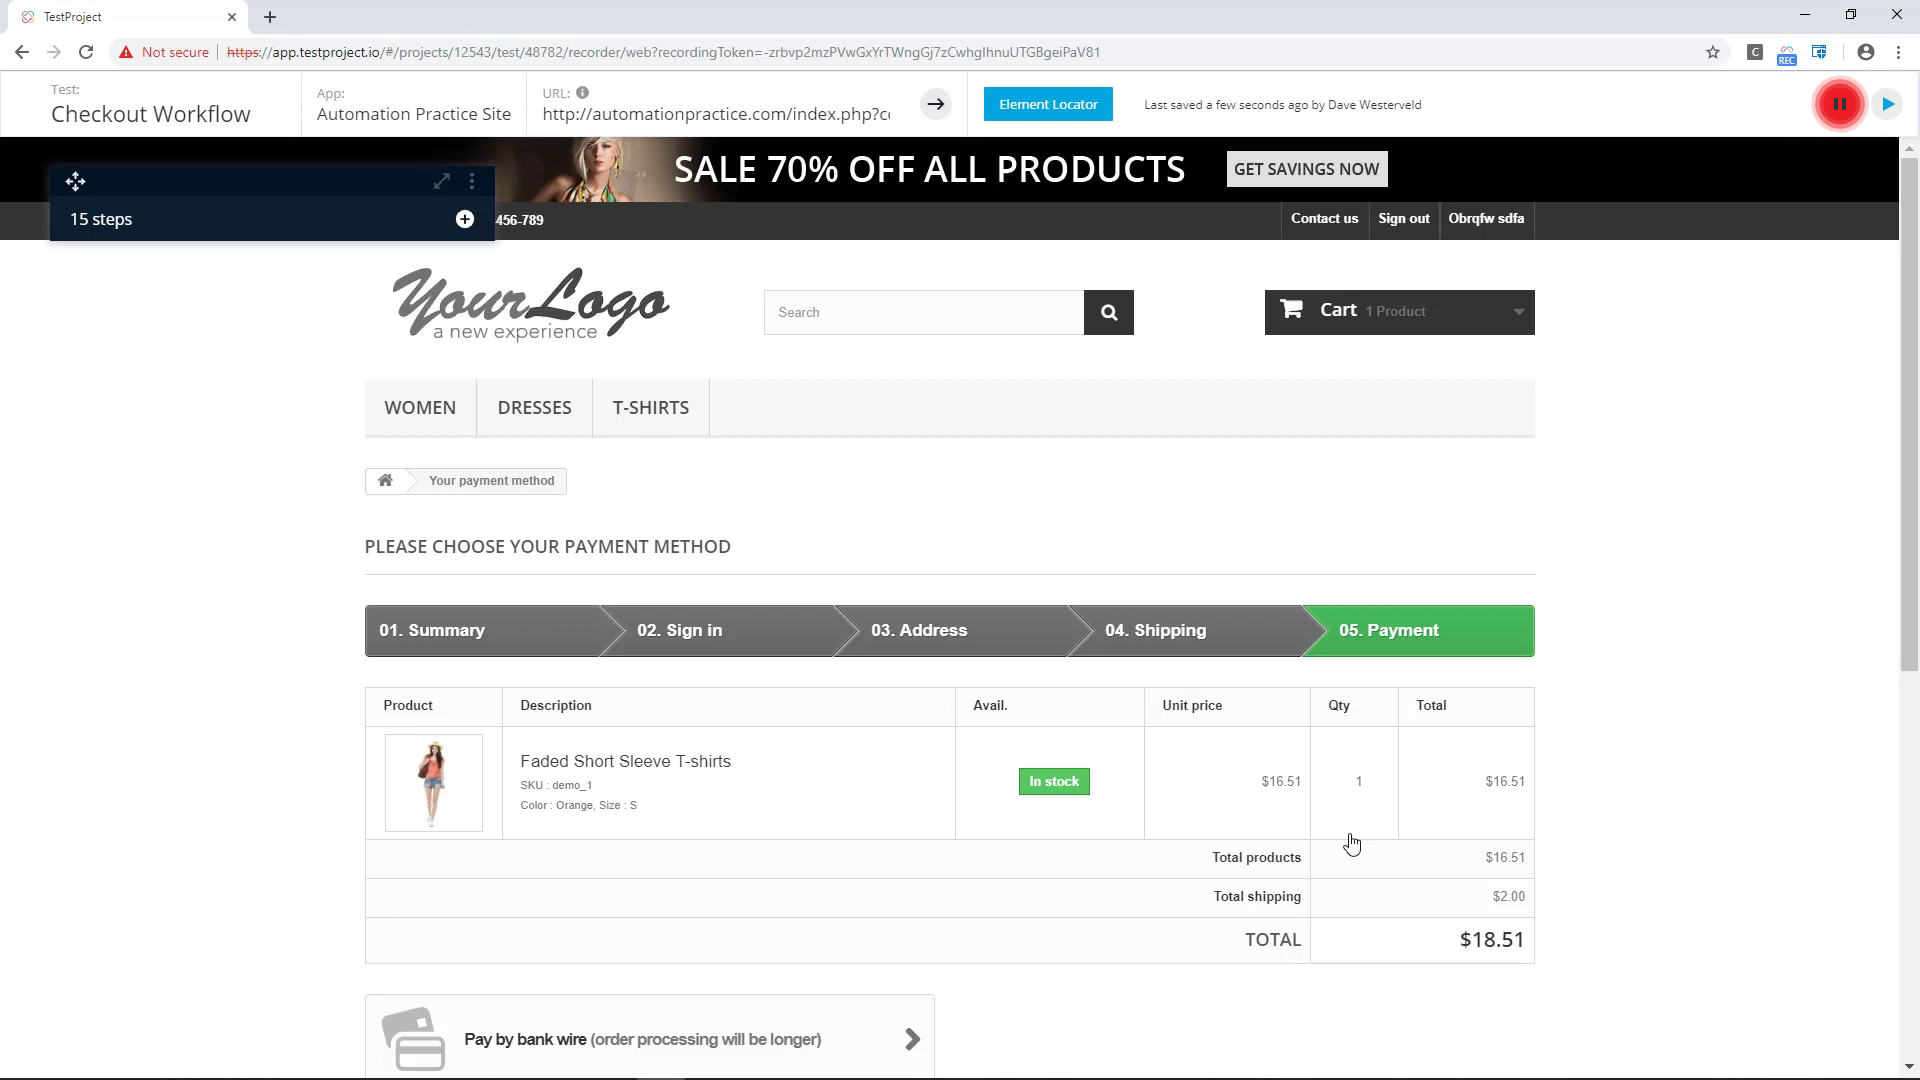 TestProject
Not secure
https://app.testproject.io/#/projects/12543/test/48782/recorder/web?recordingToken=-zrbvp2mzPVwGxYrTWngGj7zCwhglhnuUTGBgeiPaV81
C
REC
Test:
Checkout Workflow
App:
Automation Practice Site
URL:
http://automationpractice.com/index.php?c
Element Locator
Last saved a few seconds ago by Dave Westerveld
SALE 70% OFF ALL PRODUCTS
GET SAVINGS NOW
15 steps
456-789
Contact us
Sign out
Obrqfw sdfa
YourLogo
a new experience
Search
Cart 1 Product
WOMEN
DRESSES
T-SHIRTS
Your payment method
PLEASE CHOOSE YOUR PAYMENT METHOD
01. Summary
02. Sign in
03. Address
04. Shipping
05. Payment
Product
Description
Avail.
Unit price
Qty
Total
Faded Short Sleeve T-shirts
SKU : demo_1
Color : Orange, Size : S
In stock
$16.51
1
$16.51
Total products
$16.51
Total shipping
$2.00
TOTAL
$18.51
Pay by bank wire (order processing will be longer)